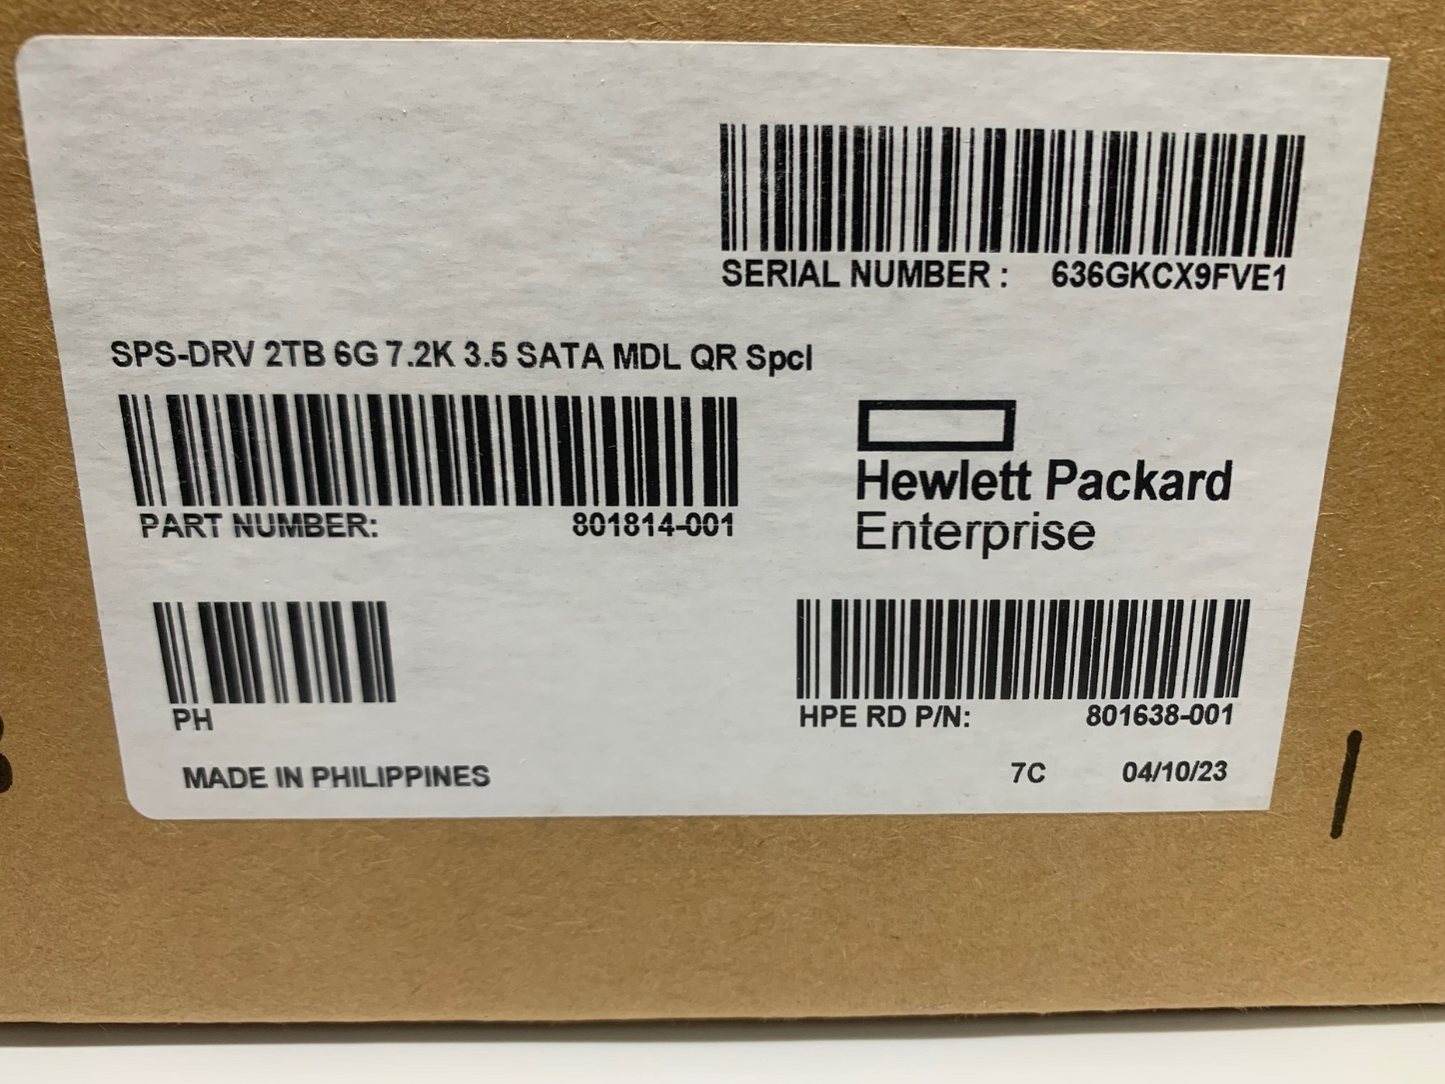 SERIAL NUMBER : 636GKCX9FVE1
SPS-DRV 2TB 6G 7.2K 3.5 SATA MDL QR Spcl
PART NUMBER: 801814-001
Hewlett Packard
Enterprise
PH
HPE RD P/N: 801638-001
MADE IN PHILIPPINES
7C 04/10/23